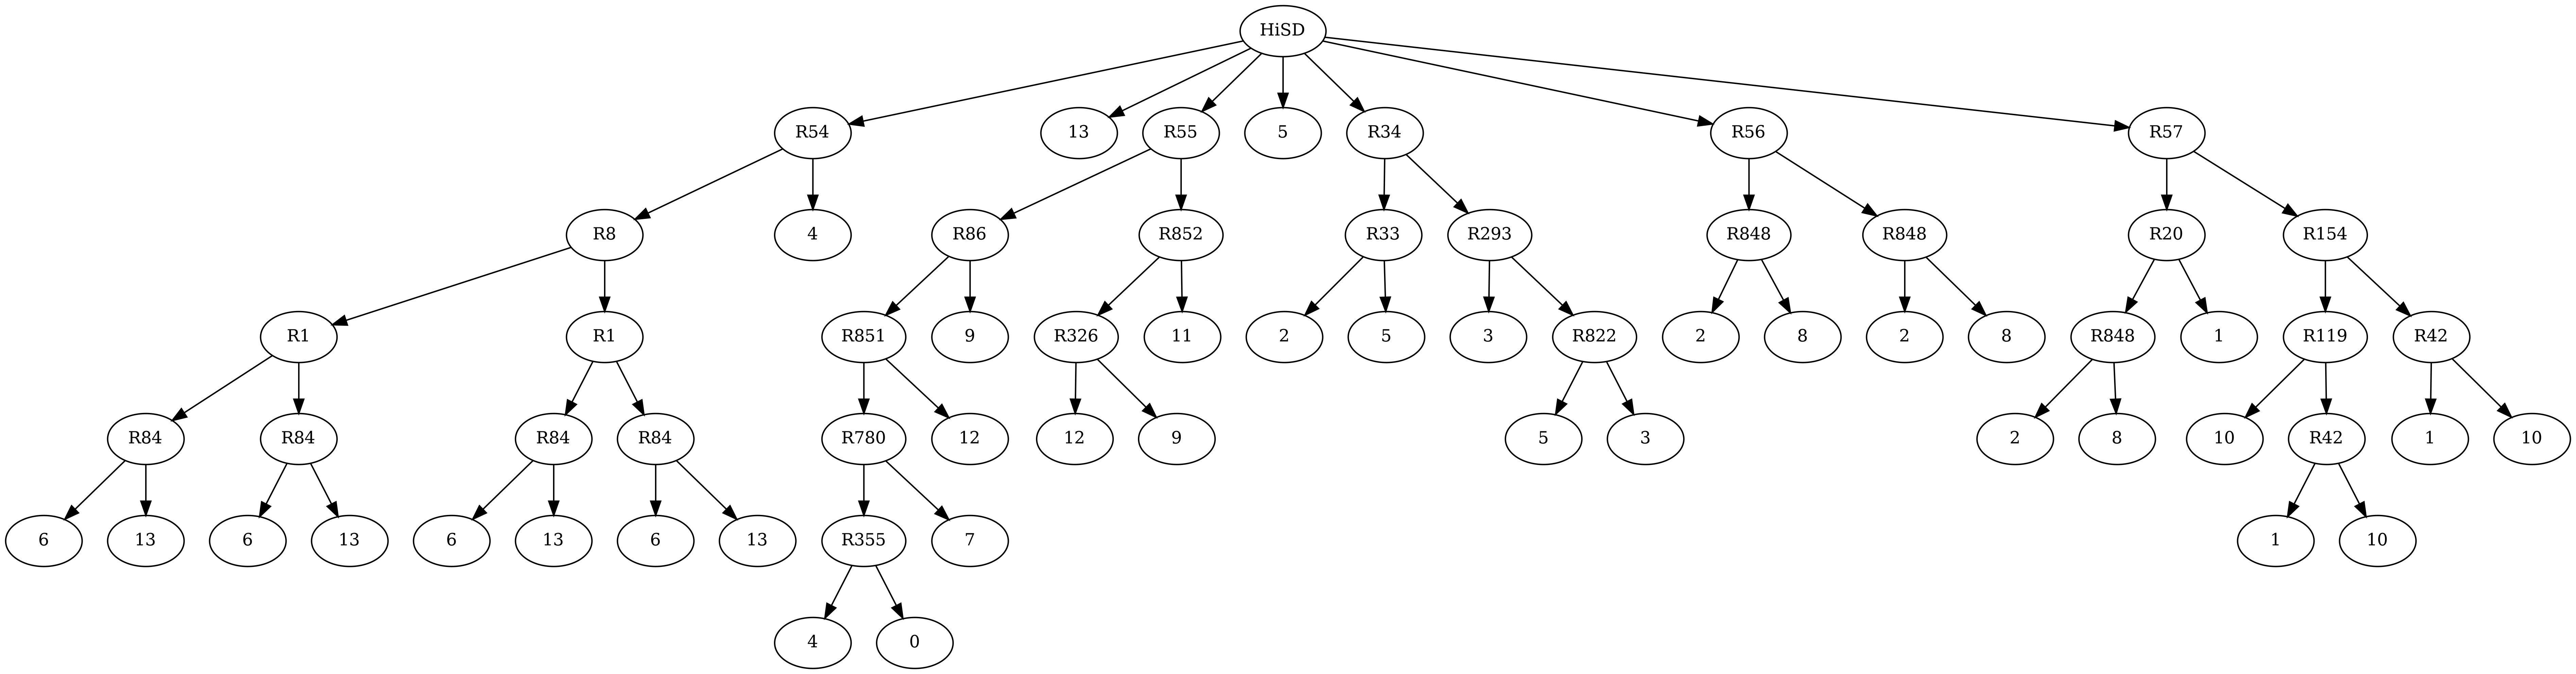 HiSD
R54 13 R55 5 R34 R56 R57
R8 4 R86 R852 R33 R293 R848 R848 R20 R154
R1 R1 R851 9 R326 11 2 5 3 R822 2 8 2 8 R848 1 R119 R42
R84 R84 R84 R84 R780 12 12 9 5 3 2 8 10 R42 1 10
6 13 6 13 6 13 6 13 R355 7 1 10
4 0